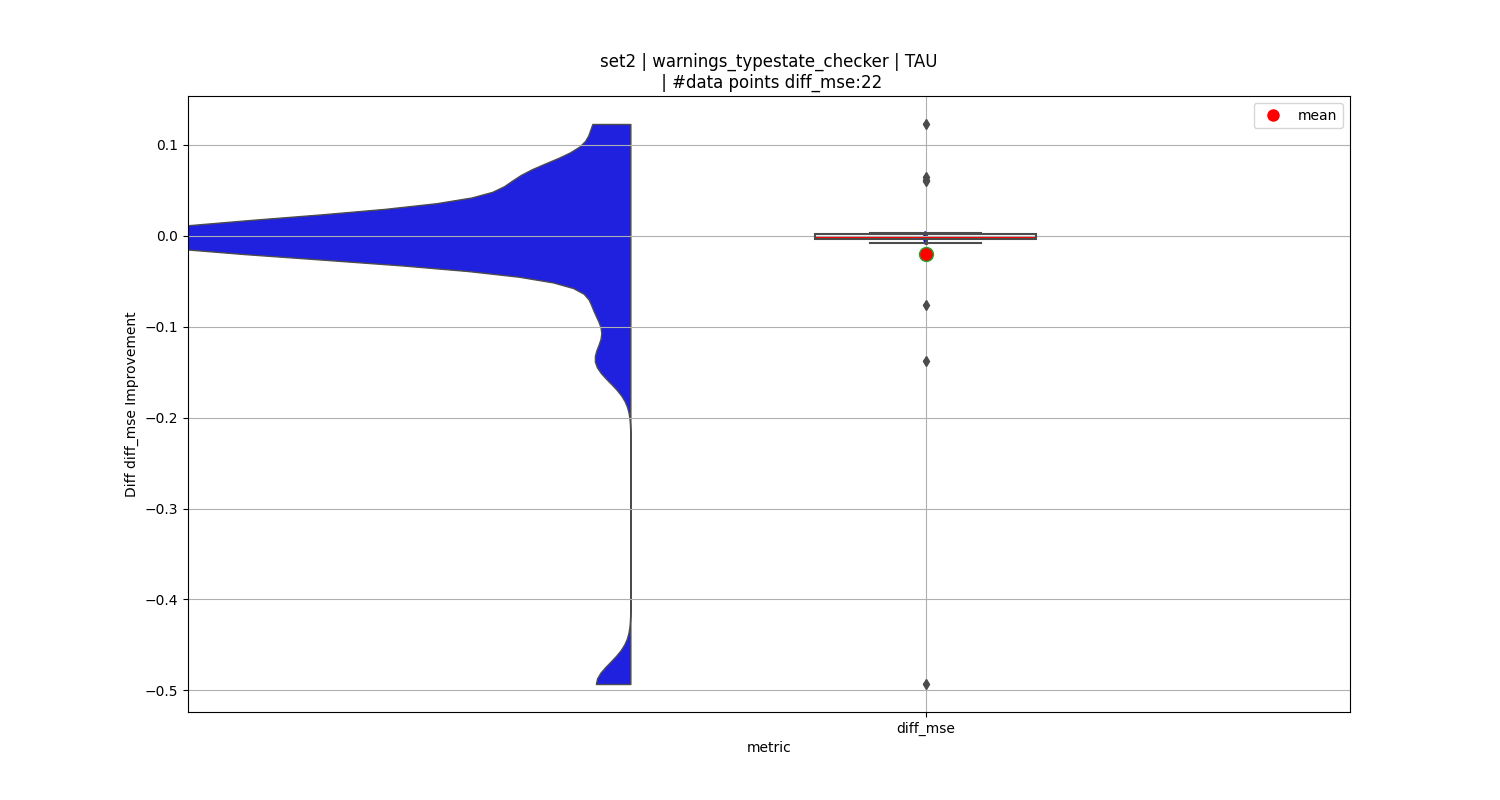 set2 | warnings_typestate_checker | TAU
| #data points diff_mse:22
mean
0.1
0.0
−0.1
−0.2
−0.3
−0.4
−0.5
Diff diff_mse Improvement
diff_mse
metric